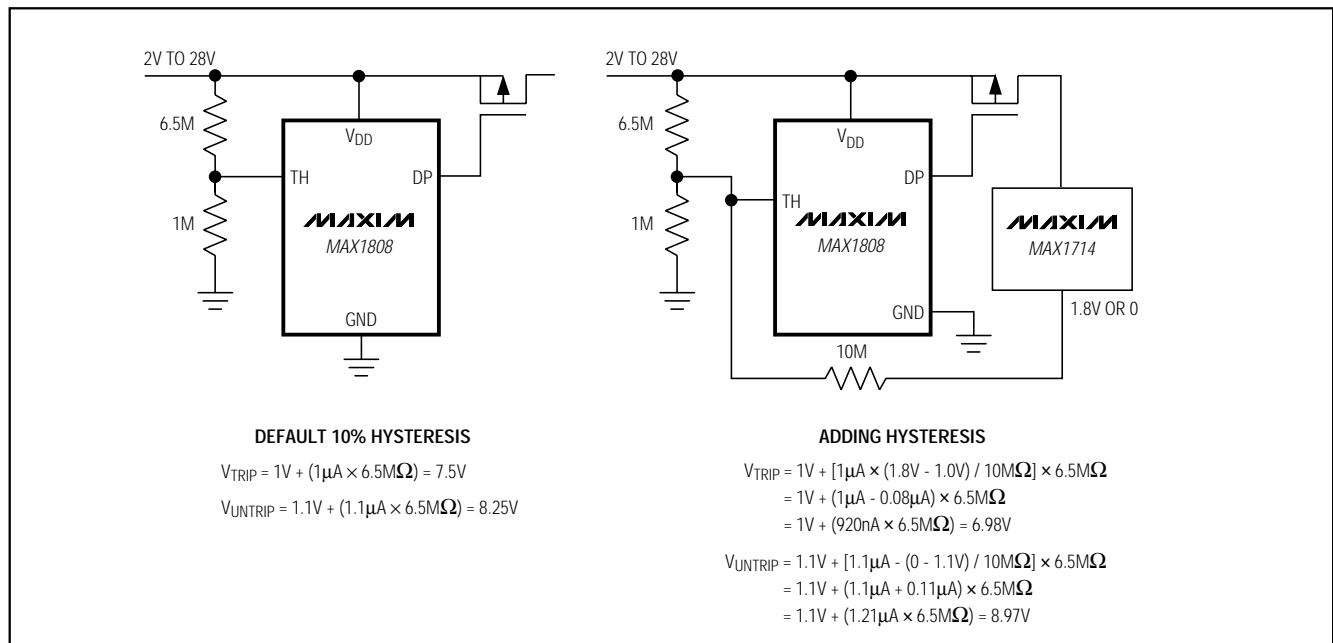 2V TO 28V
6.5M
1M
VDD
TH
DP
MAXIM
MAX1808
GND
DEFAULT 10% HYSTERESIS
VTRIP = 1V + (1µA × 6.5MΩ) = 7.5V
VUNTRIP = 1.1V + (1.1µA × 6.5MΩ) = 8.25V
2V TO 28V
6.5M
1M
VDD
TH
DP
MAXIM
MAX1808
GND
MAXIM
MAX1714
1.8V OR 0
10M
ADDING HYSTERESIS
VTRIP = 1V + [1µA × (1.8V - 1.0V) / 10MΩ] × 6.5MΩ
= 1V + (1µA - 0.08µA) × 6.5MΩ
= 1V + (920nA × 6.5MΩ) = 6.98V
VUNTRIP = 1.1V + [1.1µA - (0 - 1.1V) / 10MΩ] × 6.5MΩ
= 1.1V + (1.1µA + 0.11µA) × 6.5MΩ
= 1.1V + (1.21µA × 6.5MΩ) = 8.97V